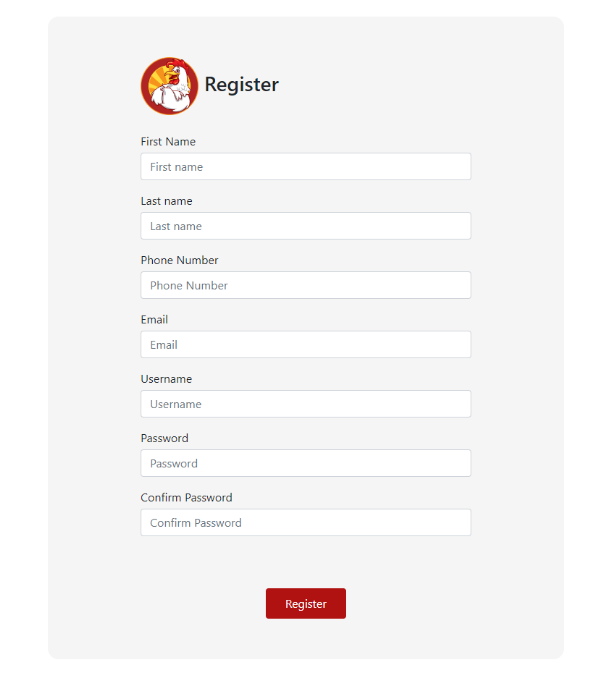 Register
First Name
First name
Last name
Last name
Phone Number
Phone Number
Email
Email
Username
Username
Password
Password
Confirm Password
Confirm Password
Register